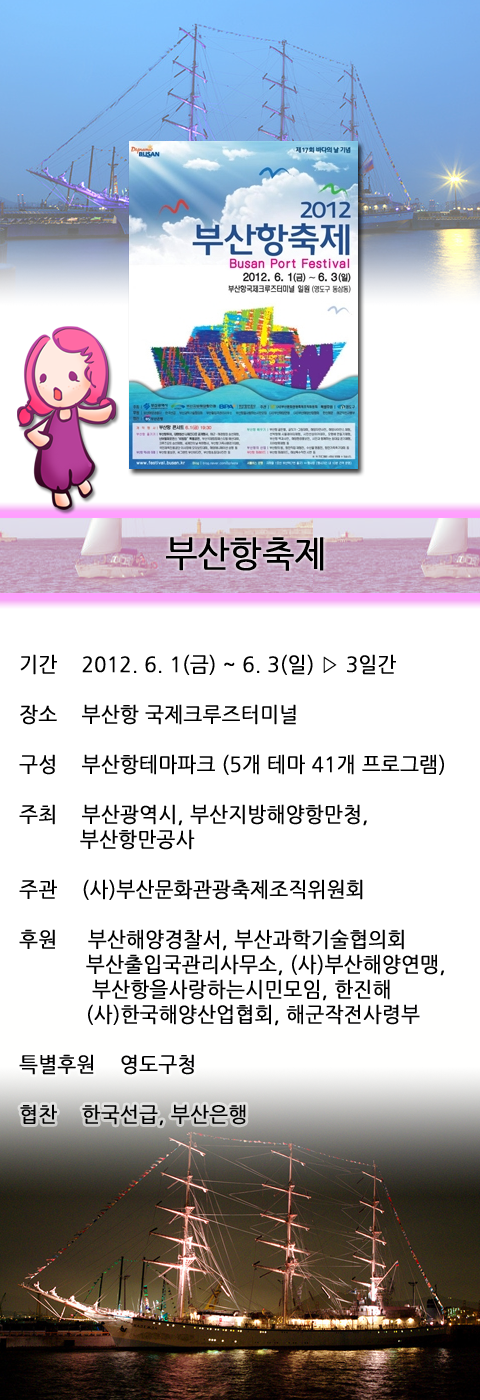 Dynamic BUSAN
제17회 바다의 날 기념
2012
부산항축제
Busan Port Festival
2012. 6. 1(금) ~ 6. 3(일)
부산항국제크루즈터미널 일원 (영도구 동삼동)
www.festival.busan.kr
부산항축제
기간 2012. 6. 1(금) ~ 6. 3(일) ▷ 3일간
장소 부산항 국제크루즈터미널
구성 부산항테마파크 (5개 테마 41개 프로그램)
주최 부산광역시, 부산지방해양항만청,
부산항만공사
주관 (사)부산문화관광축제조직위원회
후원 부산해양경찰서, 부산과학기술협의회
부산출입국관리사무소, (사)부산해양연맹,
부산항을사랑하는시민모임, 한진해
(사)한국해양산업협회, 해군작전사령부
특별후원 영도구청
협찬 한국선급, 부산은행